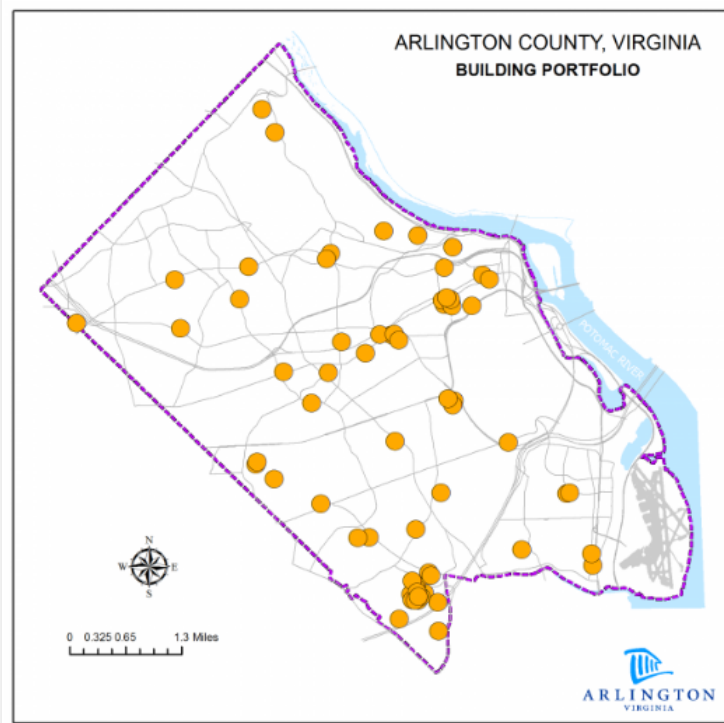 ARLINGTON COUNTY, VIRGINIA
BUILDING PORTFOLIO
POTOMAC RIVER
N
W E
S
0 0.325 0.65 1.3 Miles
ARLINGTON
VIRGINIA